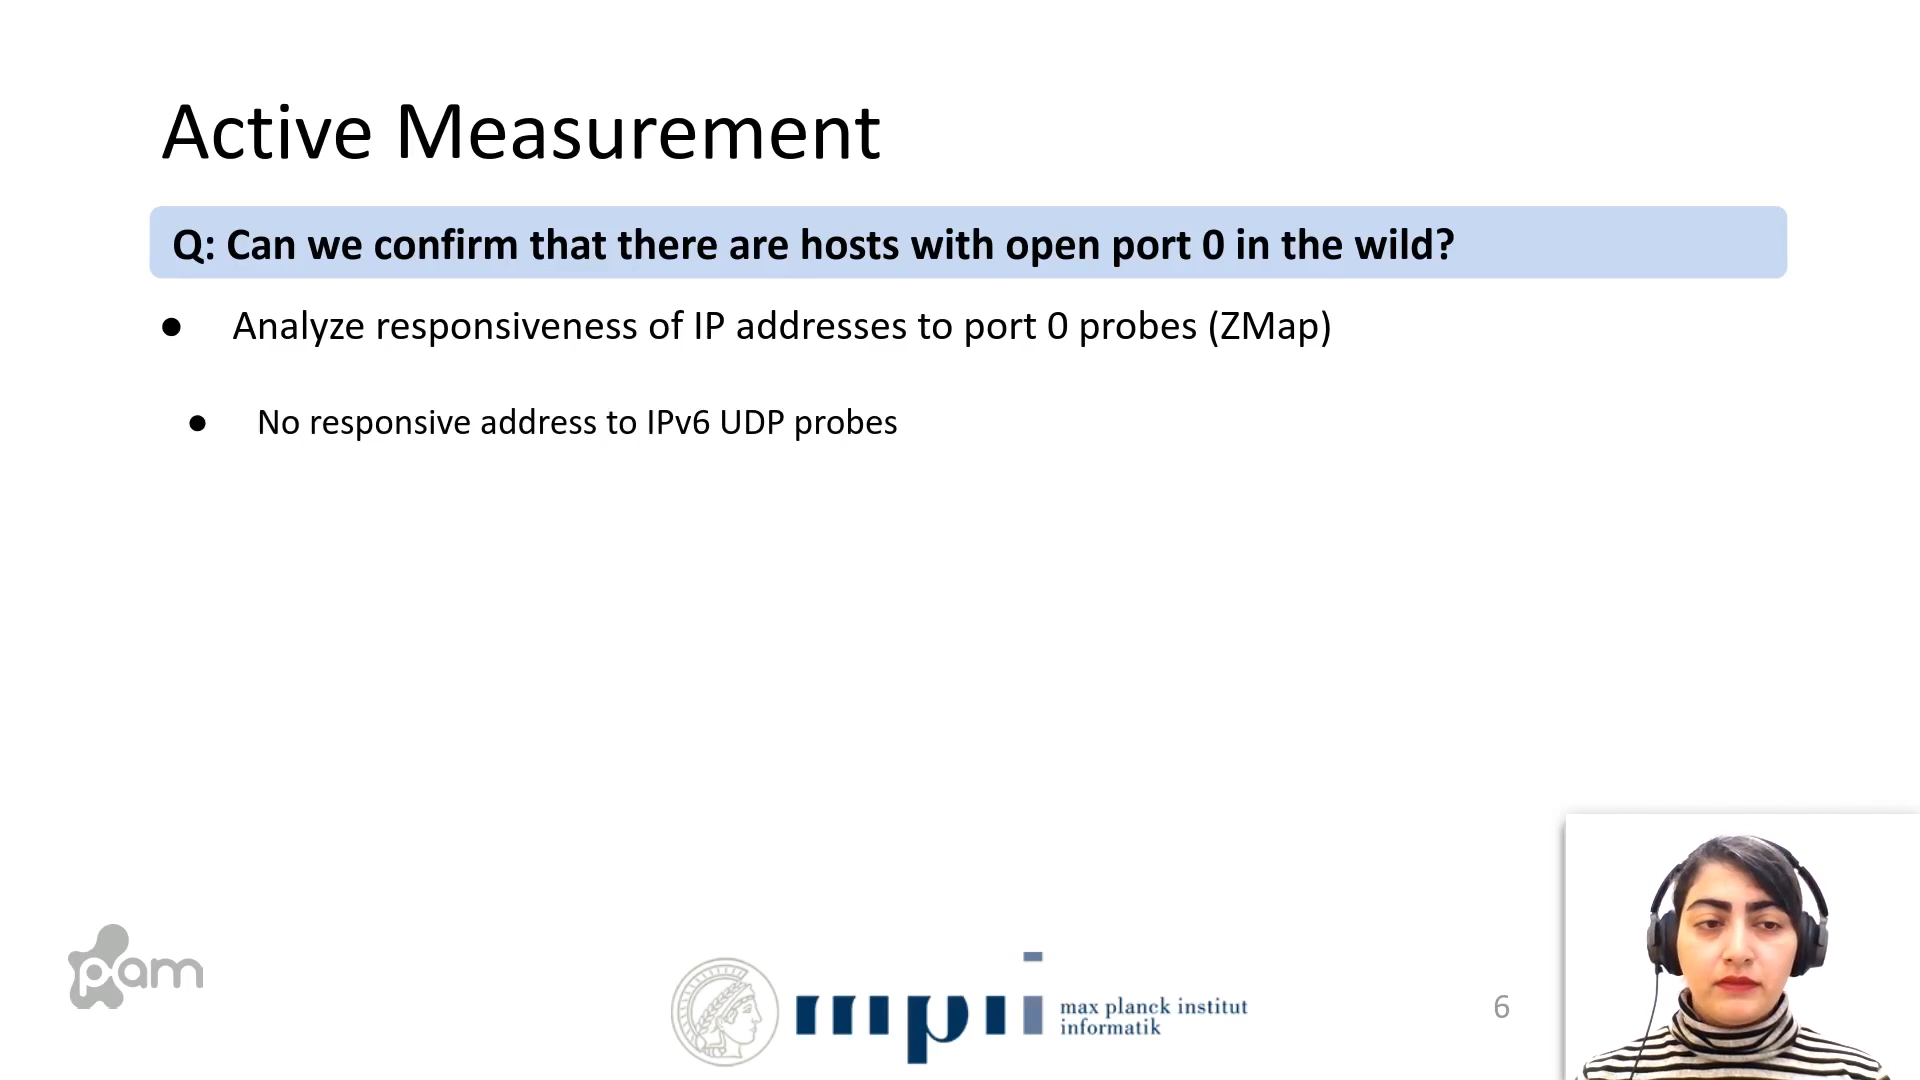 Active Measurement
Q: Can we confirm that there are hosts with open port 0 in the wild?
● Analyze responsiveness of IP addresses to port 0 probes (ZMap)
● No responsive address to IPv6 UDP probes
pam
mpi
max planck institut
informatik
6